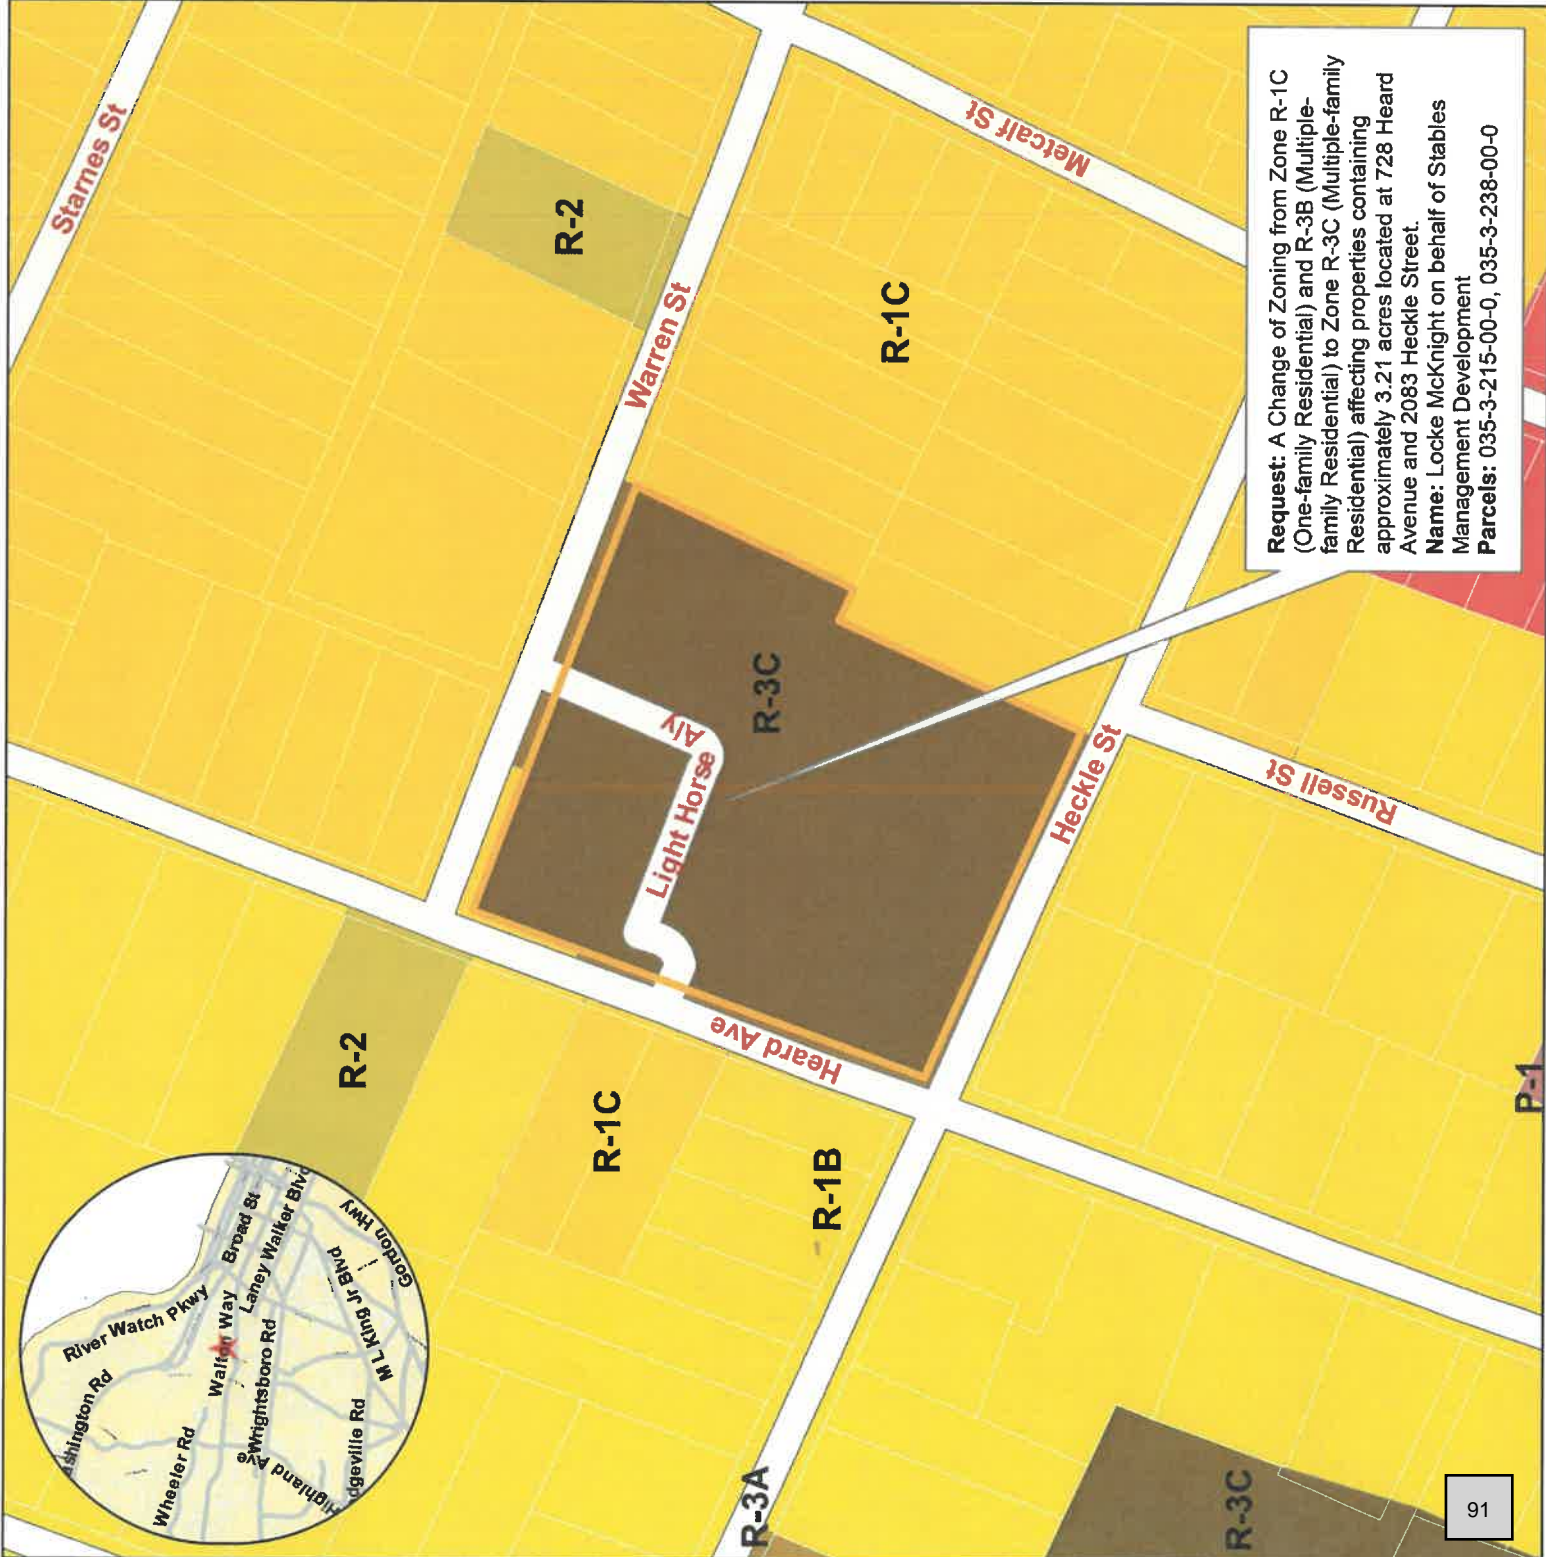 Starnes St
R-2
Metcalf St
Warren St
R-1C
Request: A Change of Zoning from Zone R-1C
(One-family Residential) and R-3B (Multiple-
family Residential) to Zone R-3C (Multiple-family
Residential) affecting properties containing
approximately 3.21 acres located at 728 Heard
Avenue and 2083 Heckle Street.
Name: Locke McKnight on behalf of Stables
Management Development
Parcels: 035-3-215-00-0, 035-3-238-00-0
R-3C
Light Horse Aly
Heckle St
Russell St
Heard Ave
R-2
R-1C
R-1B
P-1
R-3A
R-3C
River Watch Pkwy
Broad St
Laney Walker Blvd
Gordon Hwy
M L King Jr Blvd
Walton Way
Wrightsboro Rd
ashington Rd
Wheeler Rd
Highland Ave
dgeville Rd
91